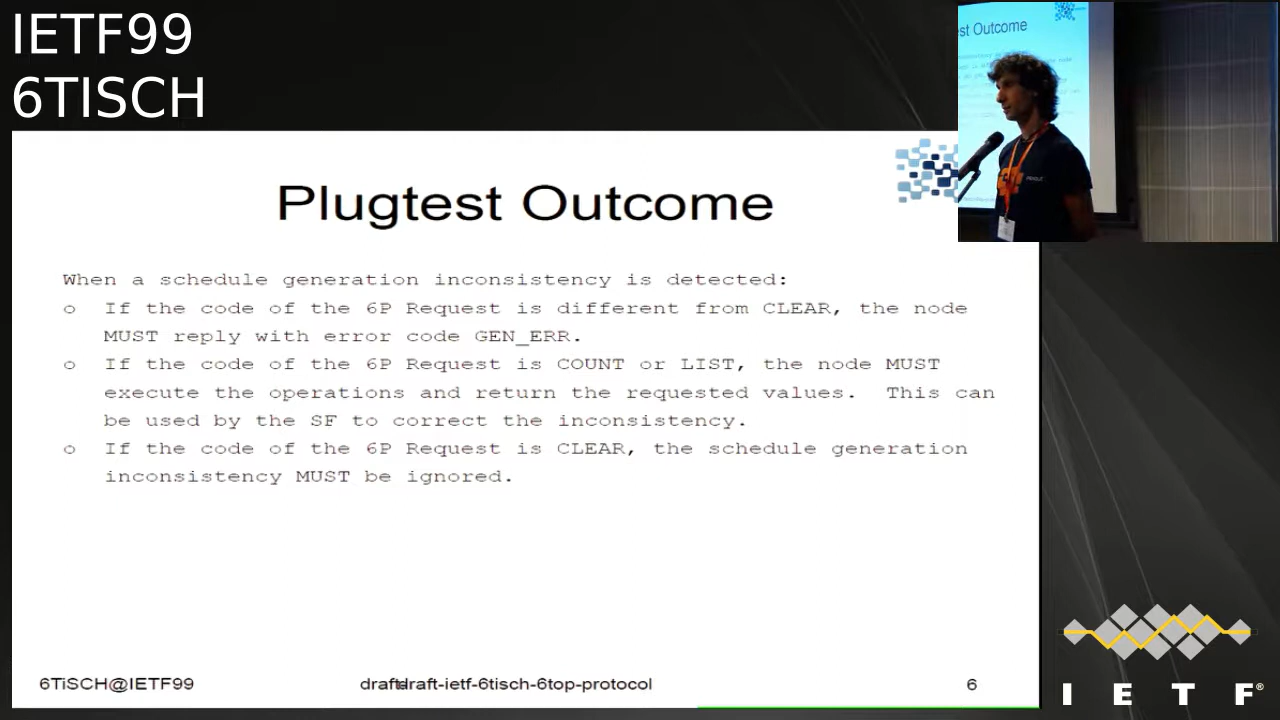 IETF99
6TISCH
est Outcome
Plugtest Outcome
When a schedule generation inconsistency is detected:
o If the code of the 6P Request is different from CLEAR, the node
MUST reply with error code GEN_ERR.
o If the code of the 6P Request is COUNT or LIST, the node MUST
execute the operations and return the requested values. This can
be used by the SF to correct the inconsistency.
o If the code of the 6P Request is CLEAR, the schedule generation
inconsistency MUST be ignored.
6TiSCH@IETF99
draft-ietf-6tisch-6top-protocol
6
I E T F®